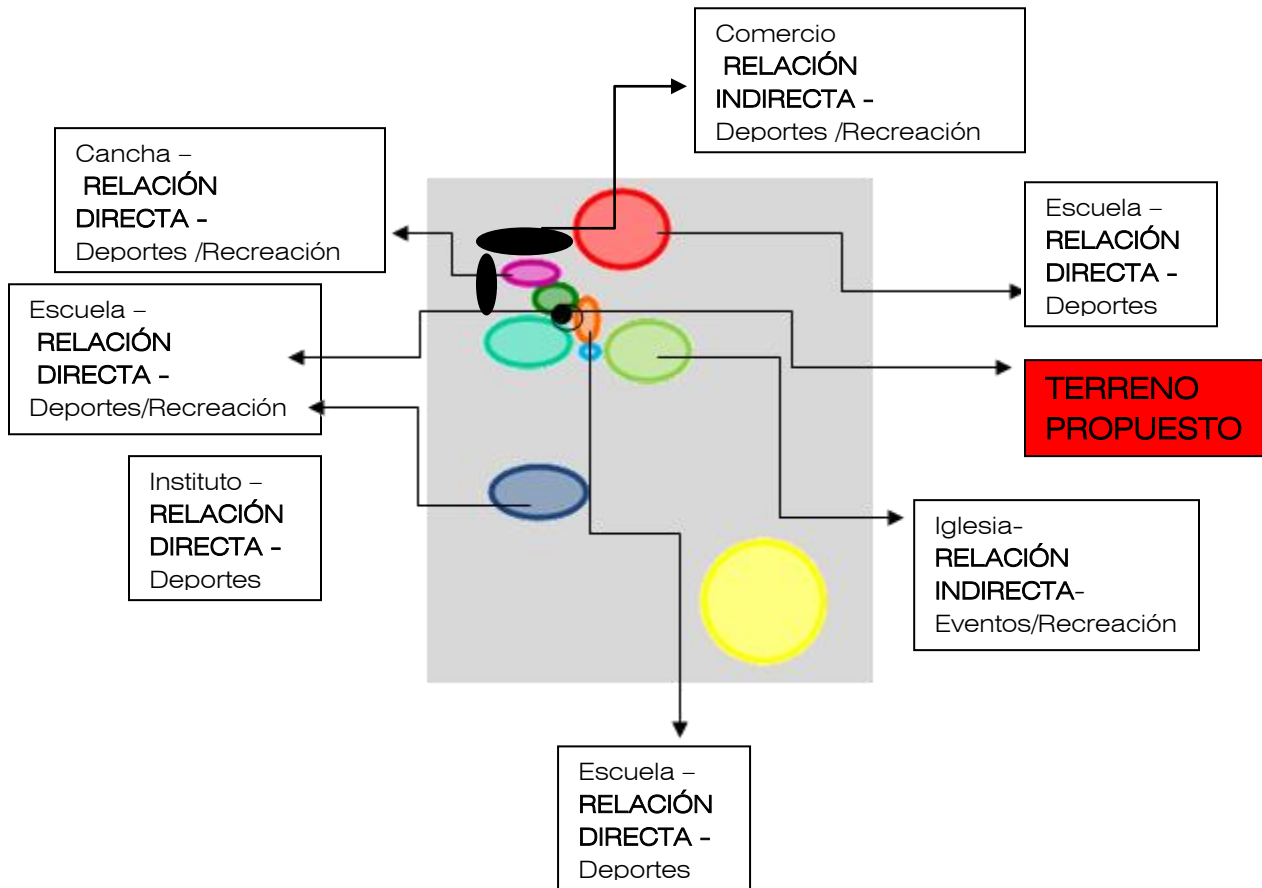 Comercio
RELACIÓN
INDIRECTA -
Deportes /Recreación
Cancha –
RELACIÓN
DIRECTA -
Deportes /Recreación
Escuela –
RELACIÓN
DIRECTA -
Deportes
Escuela –
RELACIÓN
DIRECTA -
Deportes/Recreación
TERRENO
PROPUESTO
Instituto –
RELACIÓN
DIRECTA -
Deportes
Iglesia-
RELACIÓN
INDIRECTA-
Eventos/Recreación
Escuela –
RELACIÓN
DIRECTA -
Deportes